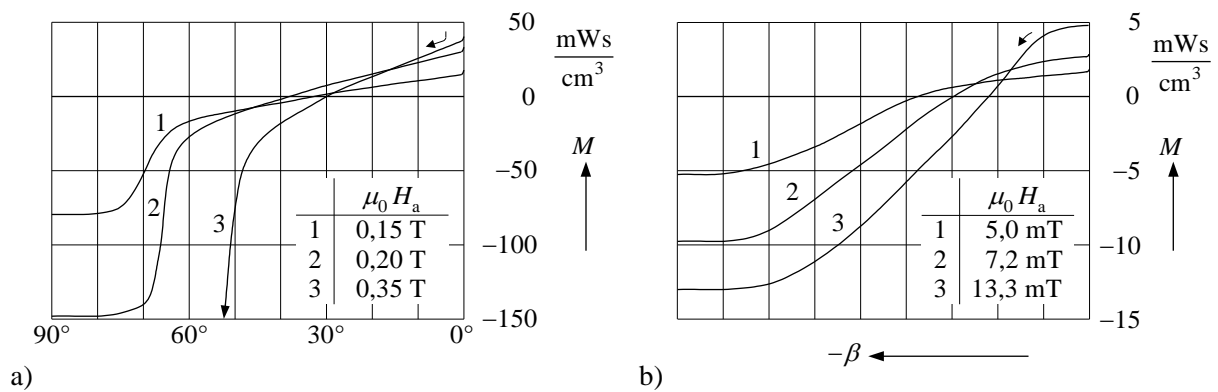 50
mWs
cm³
0
M
−50
−100
−150
1
2
3
μ₀ Hₐ
1 0,15 T
2 0,20 T
3 0,35 T
90° 60° 30° 0°
a)
5
mWs
cm³
0
M
−5
−10
−15
1
2
3
μ₀ Hₐ
1 5,0 mT
2 7,2 mT
3 13,3 mT
−β
b)